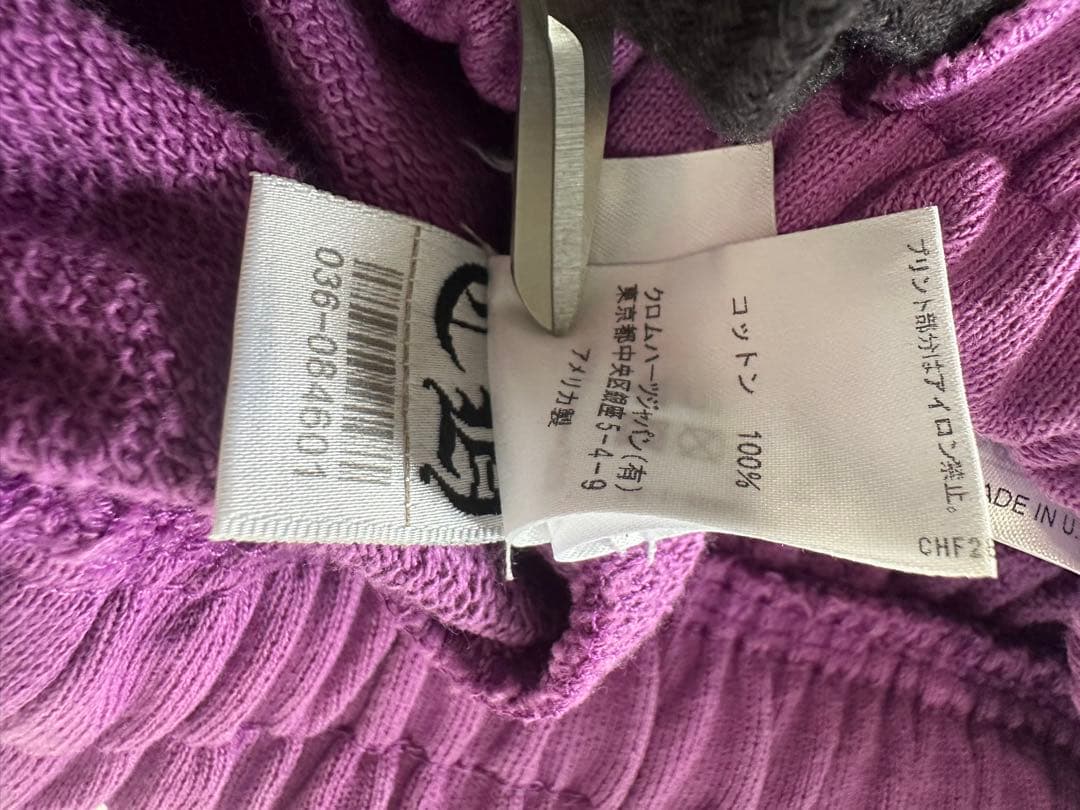 036-084601
プリント部分はアイロン禁止。
コットン 100%
クロムハーツジャパン(有)
東京都中央区銀座5-4-9
アメリカ製
CHF2
MADE IN U.